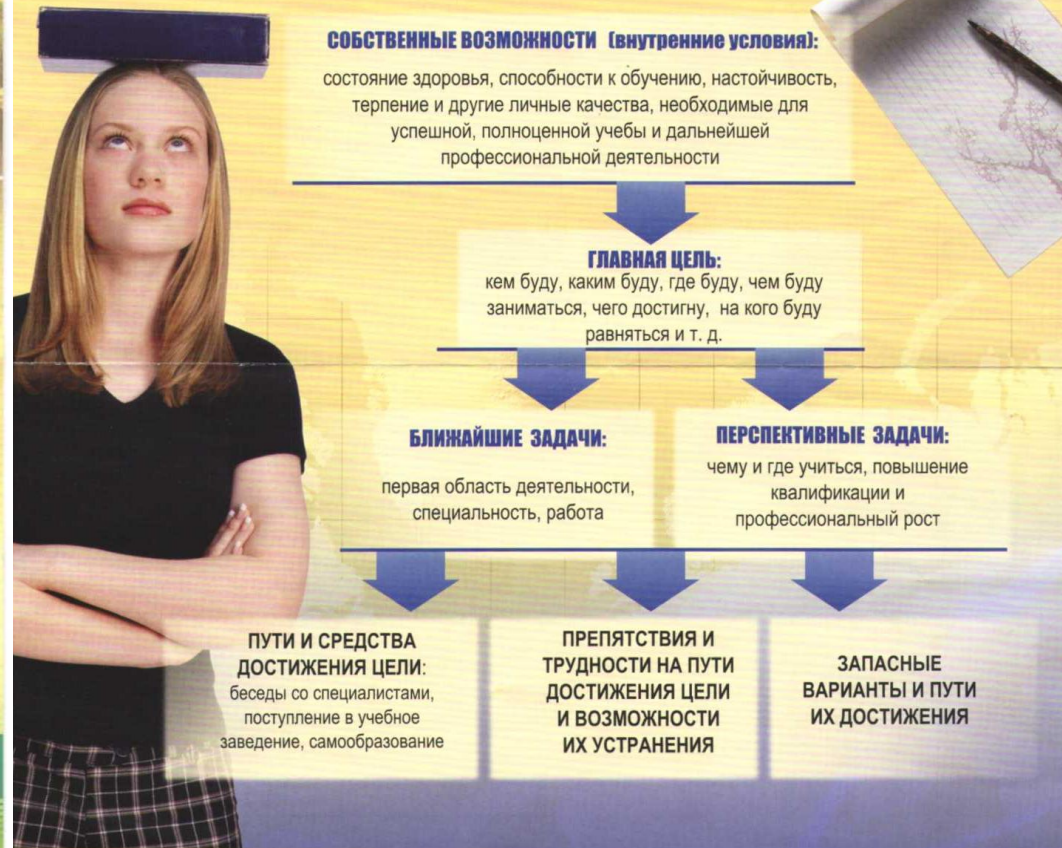 СОБСТВЕННЫЕ ВОЗМОЖНОСТИ (внутренние условия):
состояние здоровья, способности к обучению, настойчивость,
терпение и другие личные качества, необходимые для
успешной, полноценной учебы и дальнейшей
профессиональной деятельности
ГЛАВНАЯ ЦЕЛЬ:
кем буду, каким буду, где буду, чем буду
заниматься, чего достигну, на кого буду
равняться и т. д.
БЛИЖАЙШИЕ ЗАДАЧИ:
первая область деятельности,
специальность, работа
ПЕРСПЕКТИВНЫЕ ЗАДАЧИ:
чему и где учиться, повышение
квалификации и
профессиональный рост
ПУТИ И СРЕДСТВА
ДОСТИЖЕНИЯ ЦЕЛИ:
беседы со специалистами,
поступление в учебное
заведение, самообразование
ПРЕПЯТСТВИЯ И
ТРУДНОСТИ НА ПУТИ
ДОСТИЖЕНИЯ ЦЕЛИ
И ВОЗМОЖНОСТИ
ИХ УСТРАНЕНИЯ
ЗАПАСНЫЕ
ВАРИАНТЫ И ПУТИ
ИХ ДОСТИЖЕНИЯ